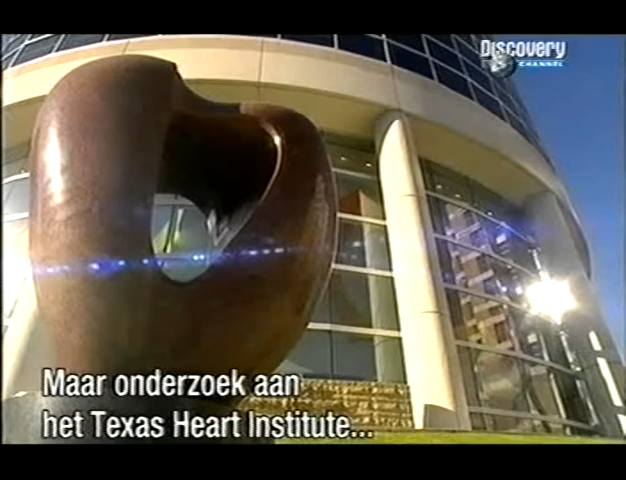 Discovery
CHANNEL
Maar onderzoek aan
het Texas Heart Institute...